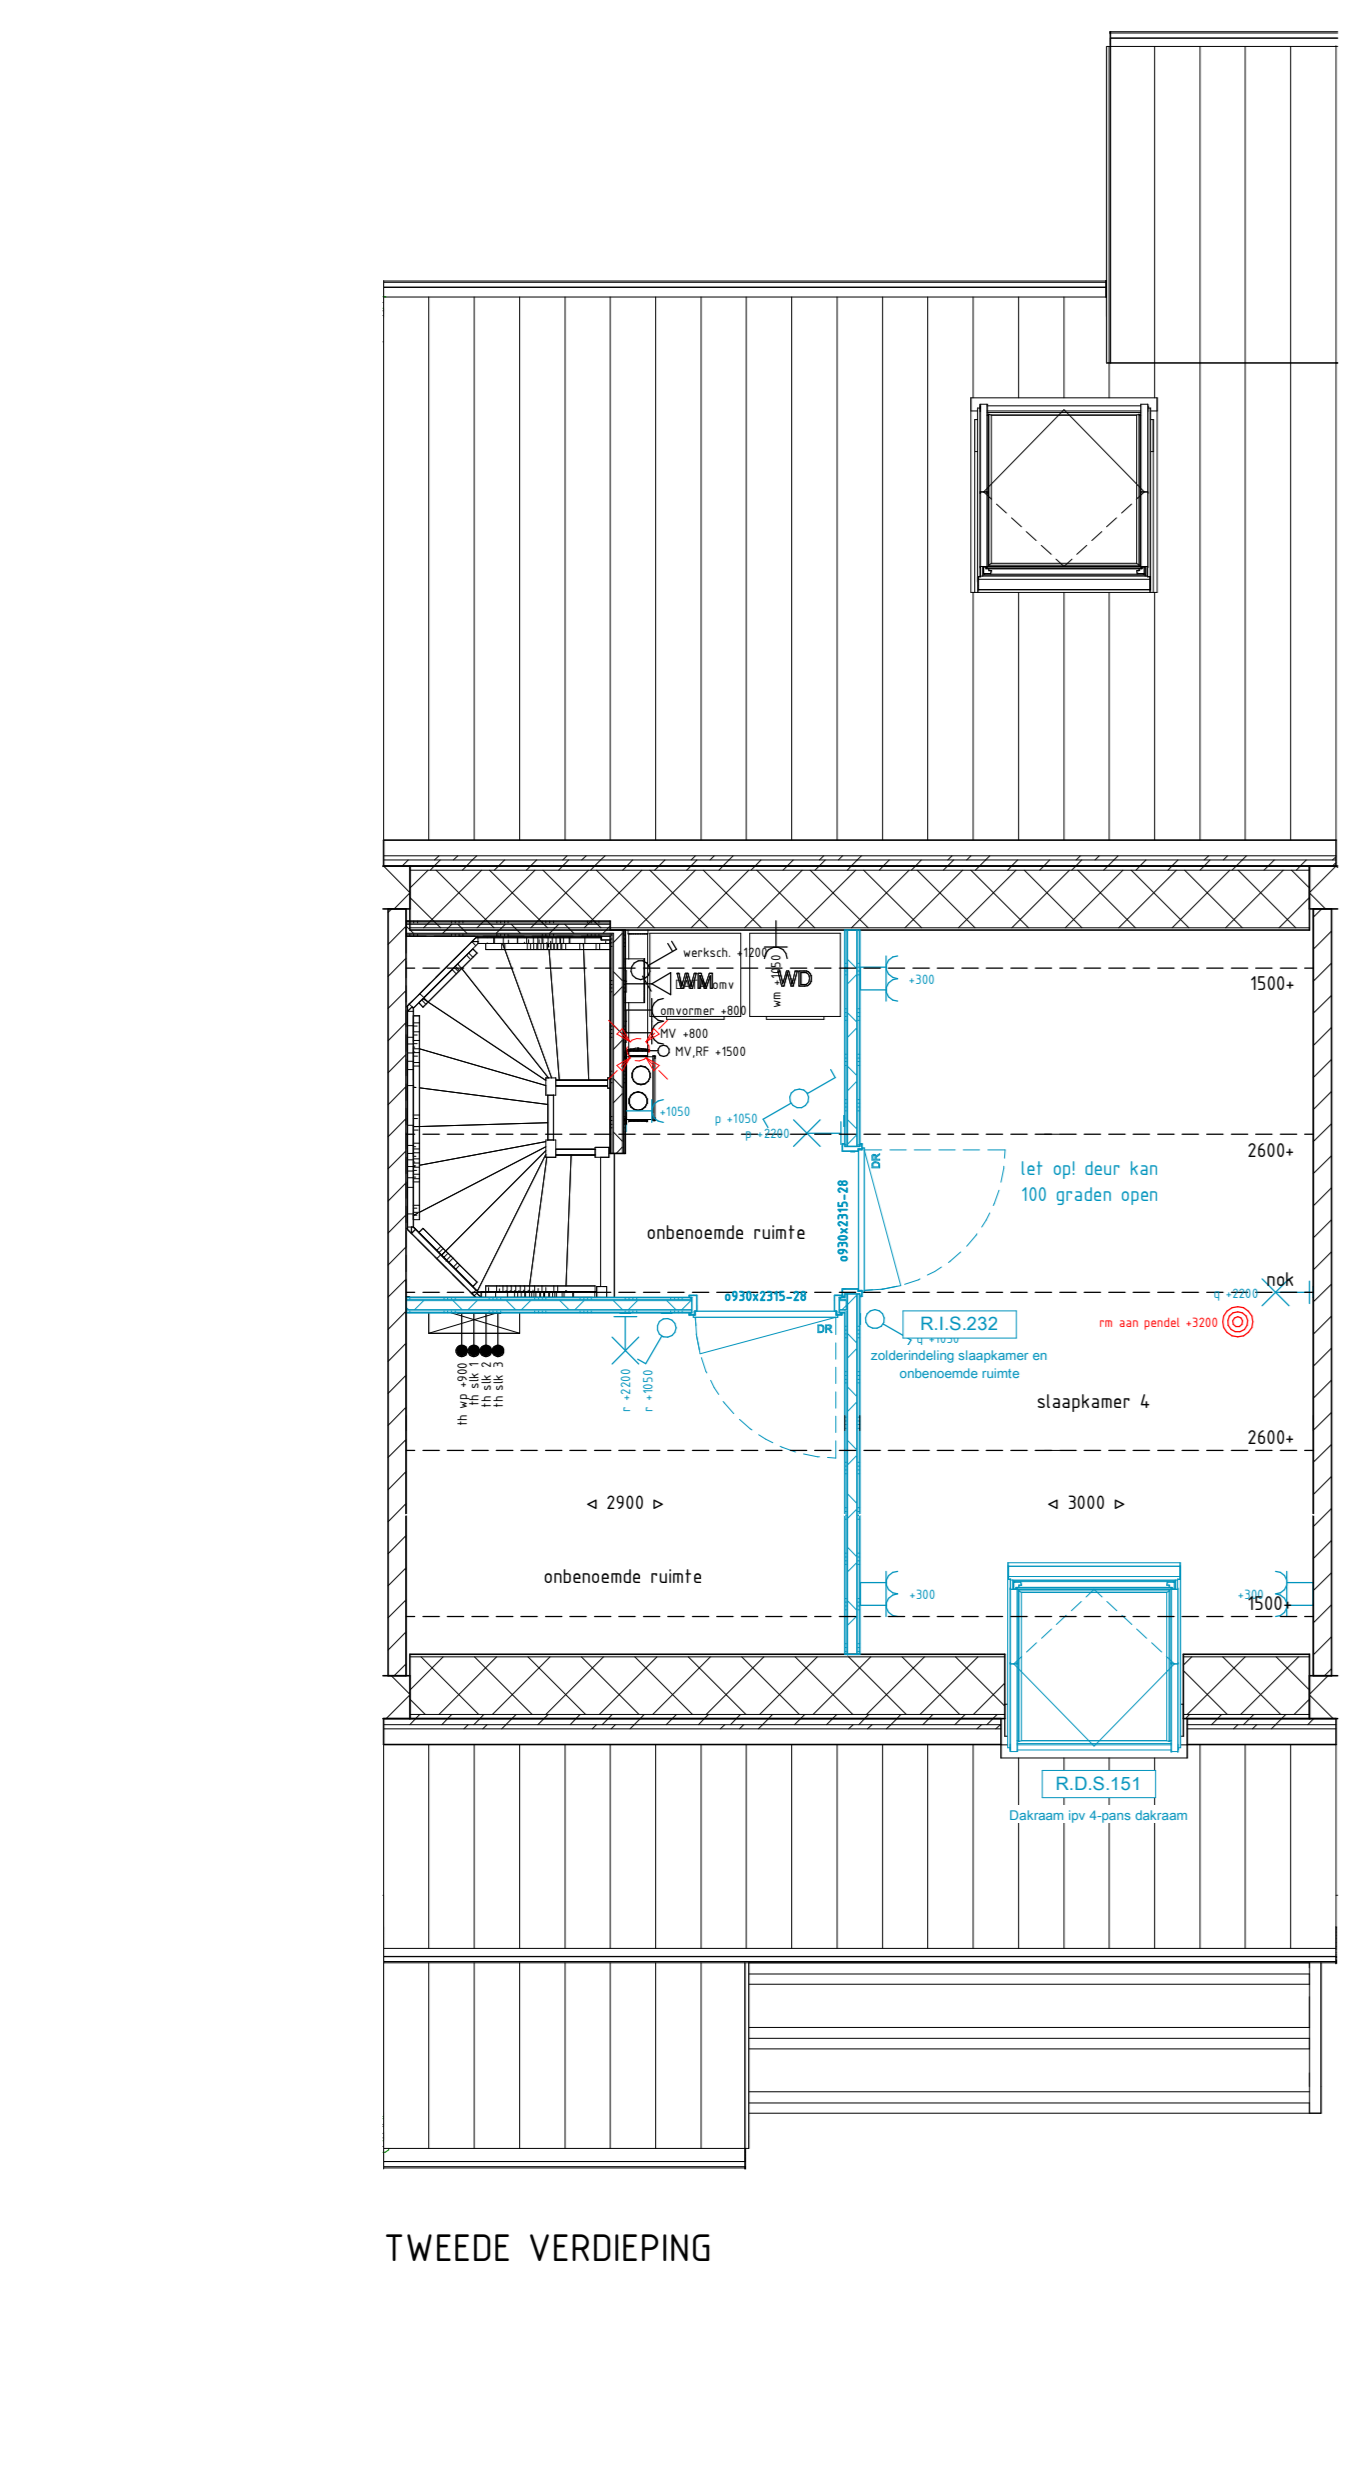 werksch. +1200
WM
WD
omv
wm +1050
omvormer +800
MV +800
MV,RF +1500
+1050
p +1050
p +2200
+300
1500+
2600+
DR
let op! deur kan
100 graden open
o930x2315-28
onbenoemde ruimte
o930x2315-28
DR
nok
q +2200
rm aan pendel +3200
R.I.S.232
q +1050
zolderindeling slaapkamer en
onbenoemde ruimte
th wp +900
th slk 1
th slk 2
th slk 3
r +2200
r +1050
slaapkamer 4
2600+
2900
3000
onbenoemde ruimte
+300
+300
1500+
R.D.S.151
Dakraam ipv 4-pans dakraam
TWEEDE VERDIEPING